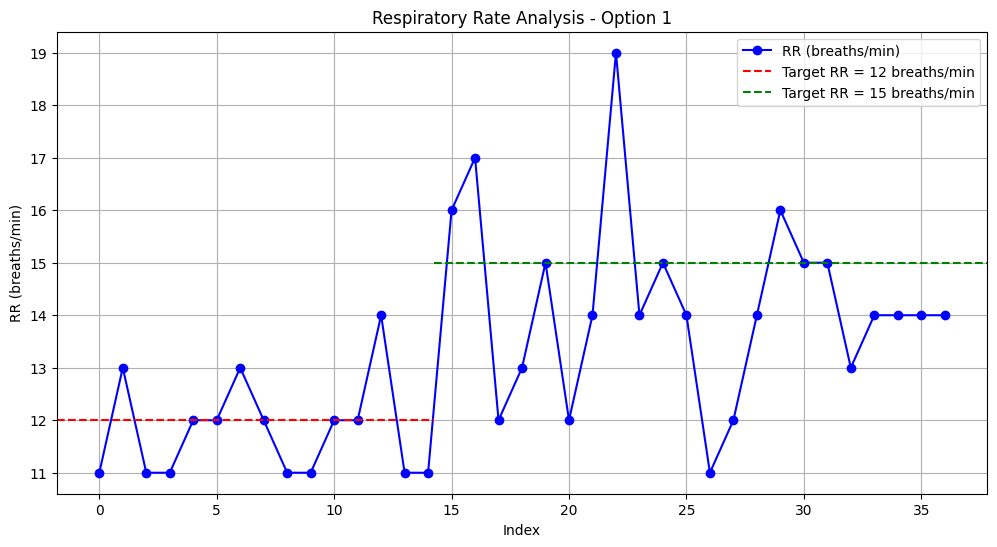 Respiratory Rate Analysis - Option 1
RR (breaths/min)
Target RR = 12 breaths/min
Target RR = 15 breaths/min
RR (breaths/min)
19
18
17
16
15
14
13
12
11
0 5 10 15 20 25 30 35
Index